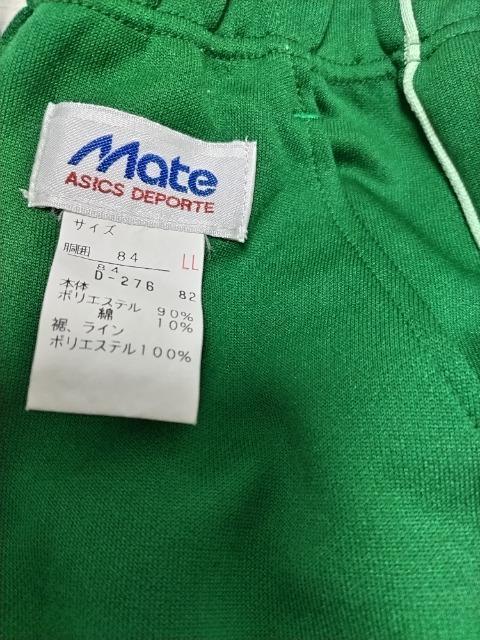 Mate
ASICS DEPORTE
サイズ
胴囲 84 LL
84
D-276 82
本体
ポリエステル 90%
綿 10%
裾、ライン
ポリエステル100%